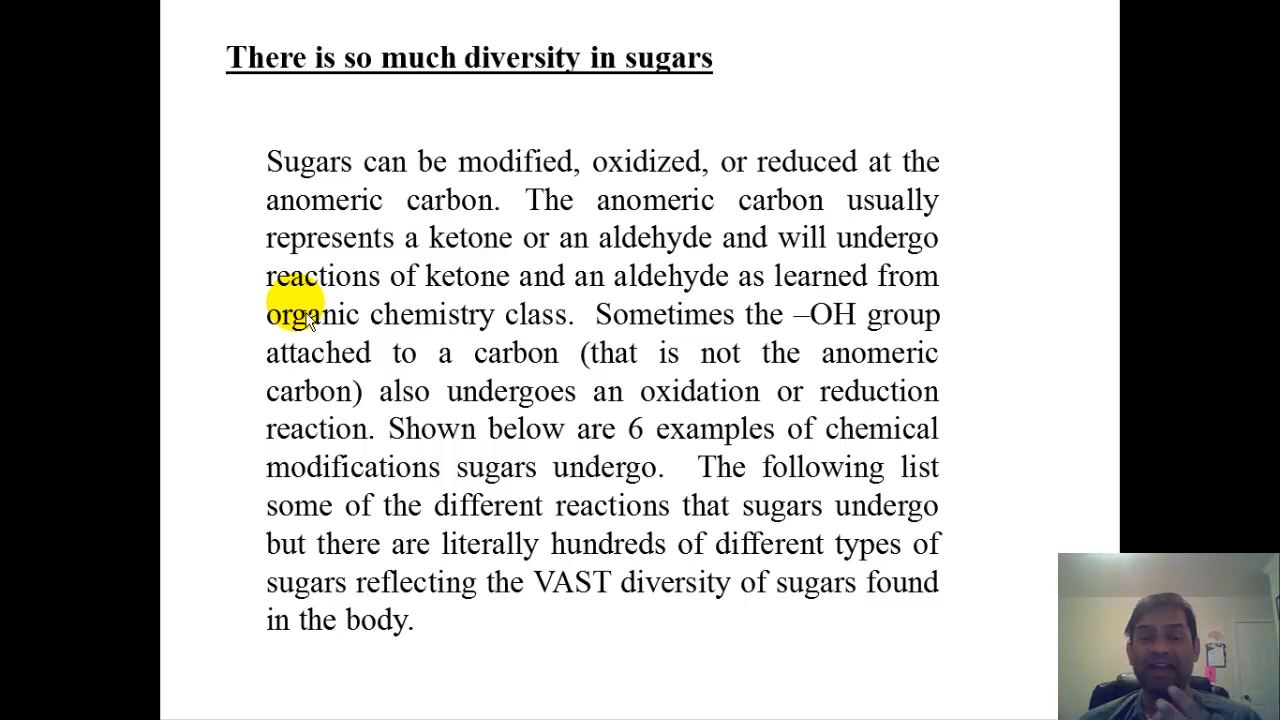 There is so much diversity in sugars
Sugars can be modified, oxidized, or reduced at the
anomeric carbon. The anomeric carbon usually
represents a ketone or an aldehyde and will undergo
reactions of ketone and an aldehyde as learned from
organic chemistry class. Sometimes the –OH group
attached to a carbon (that is not the anomeric
carbon) also undergoes an oxidation or reduction
reaction. Shown below are 6 examples of chemical
modifications sugars undergo. The following list
some of the different reactions that sugars undergo
but there are literally hundreds of different types of
sugars reflecting the VAST diversity of sugars found
in the body.